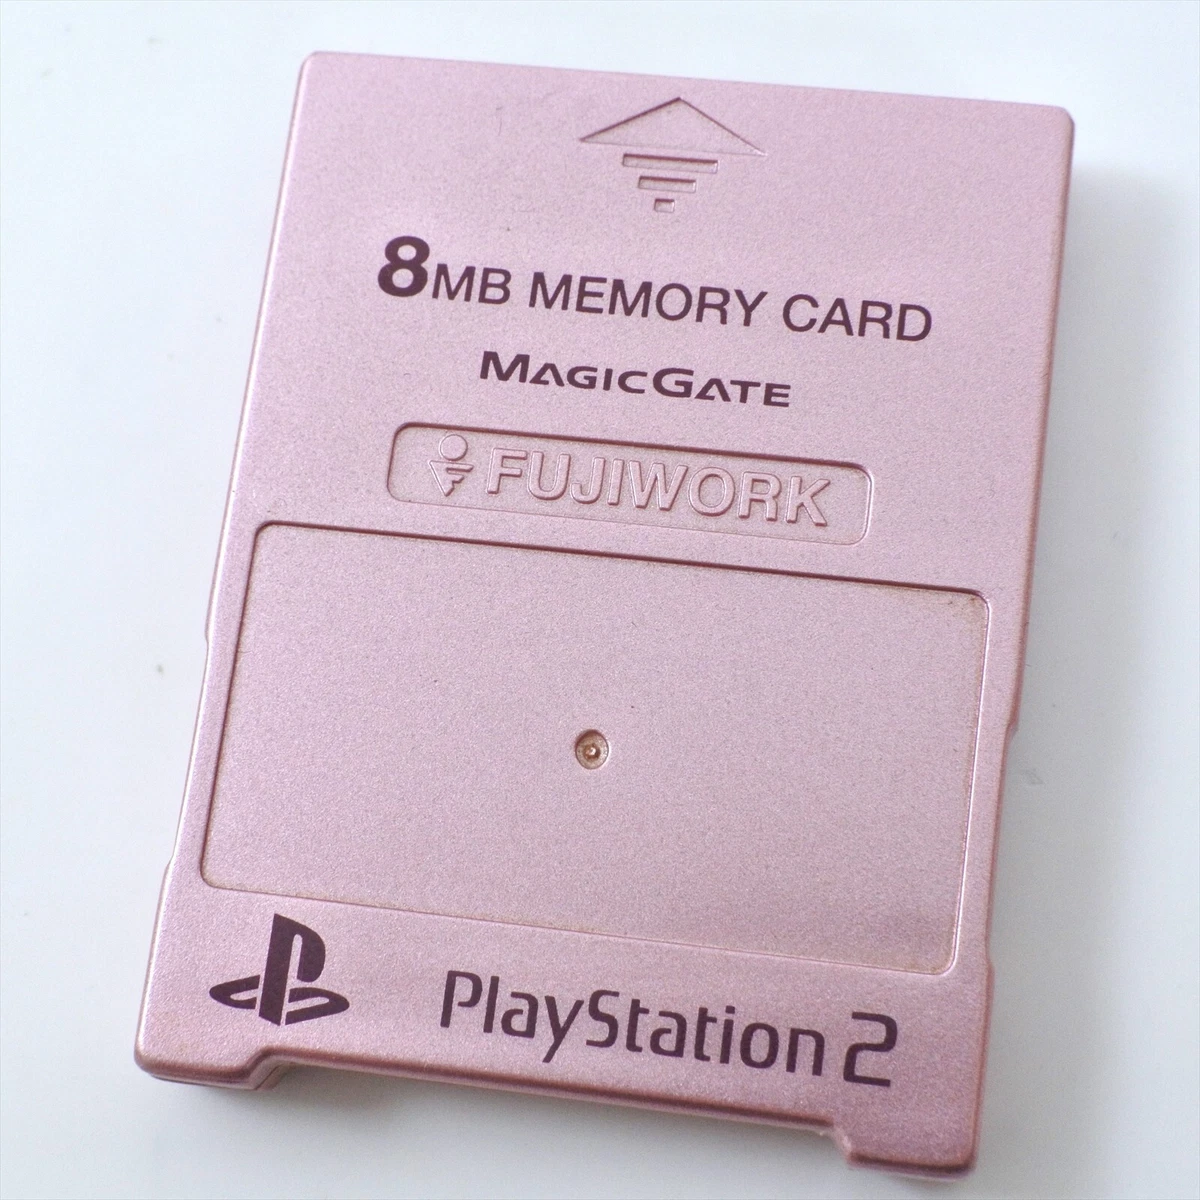 8MB MEMORY CARD
MAGICGATE
FUJIWORK
PlayStation 2